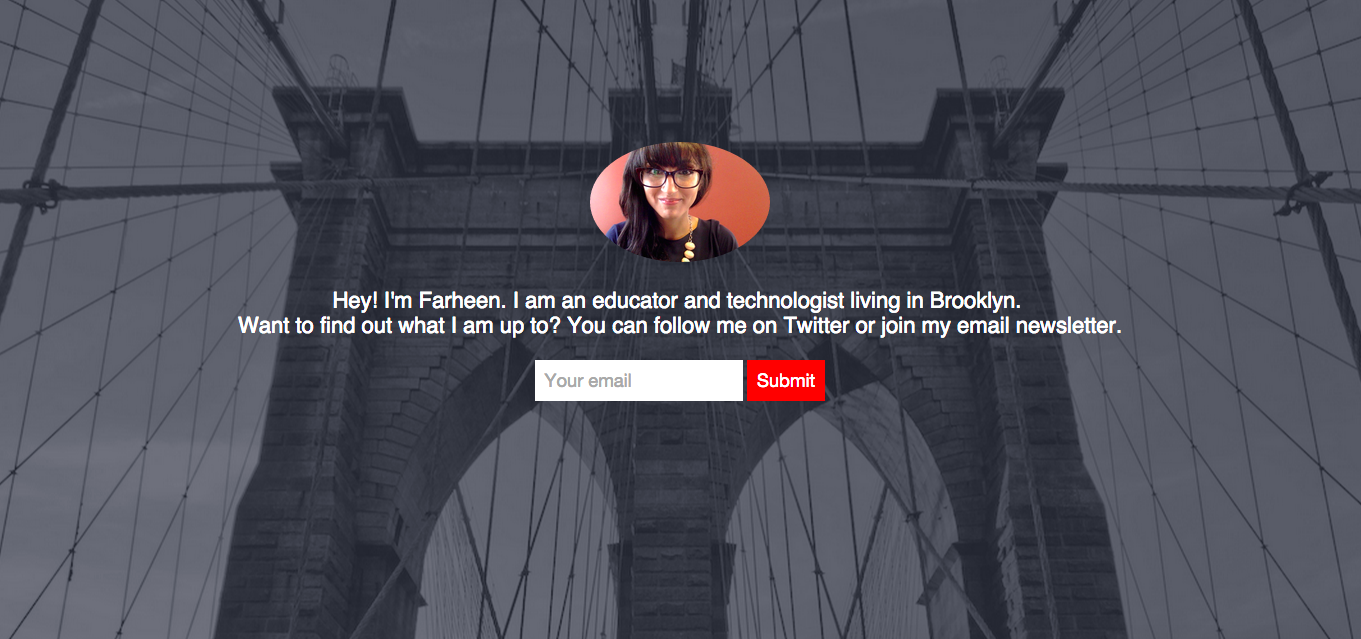 Hey! I'm Farheen. I am an educator and technologist living in Brooklyn.
Want to find out what I am up to? You can follow me on Twitter or join my email newsletter.
Your email
Submit